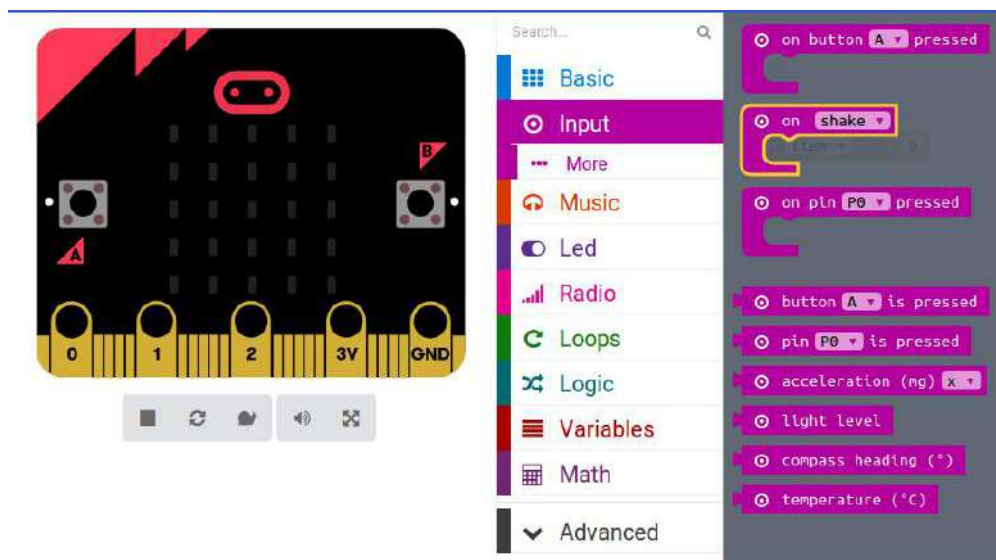 B
A
0 1 2 3V GND
Search...
Basic
Input
More
Music
Led
Radio
Loops
Logic
Variables
Math
Advanced
on button A pressed
on shake
item 0
on pin P0 pressed
button A is pressed
pin P0 is pressed
acceleration (mg) x
light level
compass heading (°)
temperature (°C)